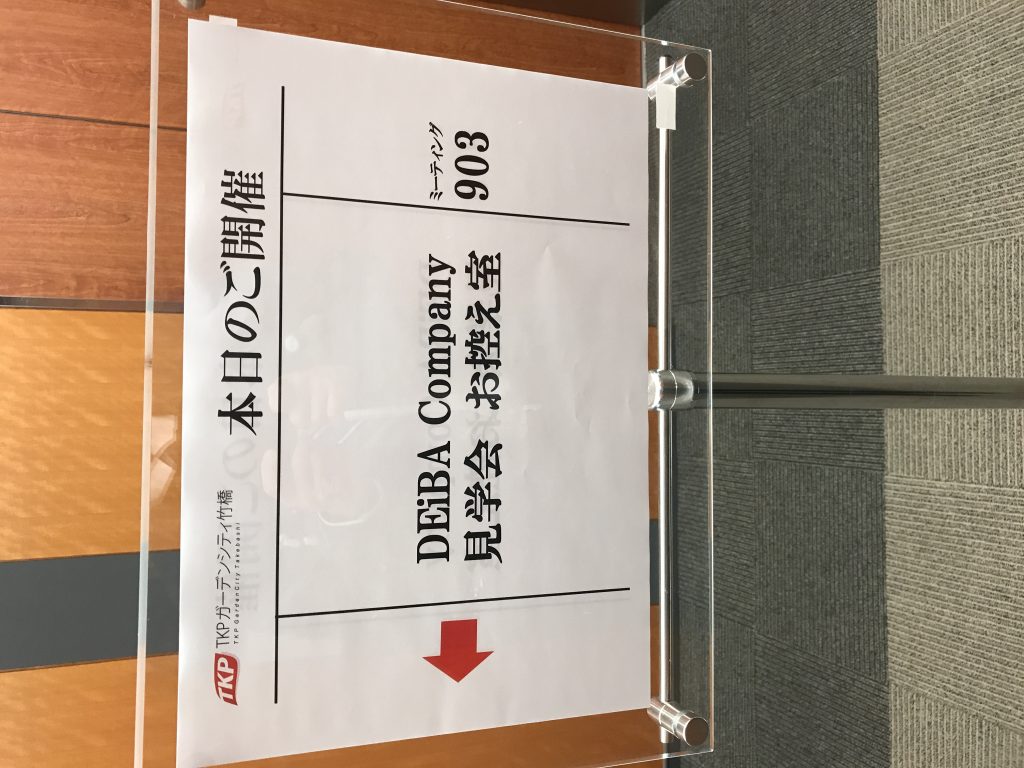 TKP
TKPガーデンシティ竹橋
TKP Garden City Takebashi
本日のご開催
DEiBA Company
見学会 お控え室
ミーティング
903